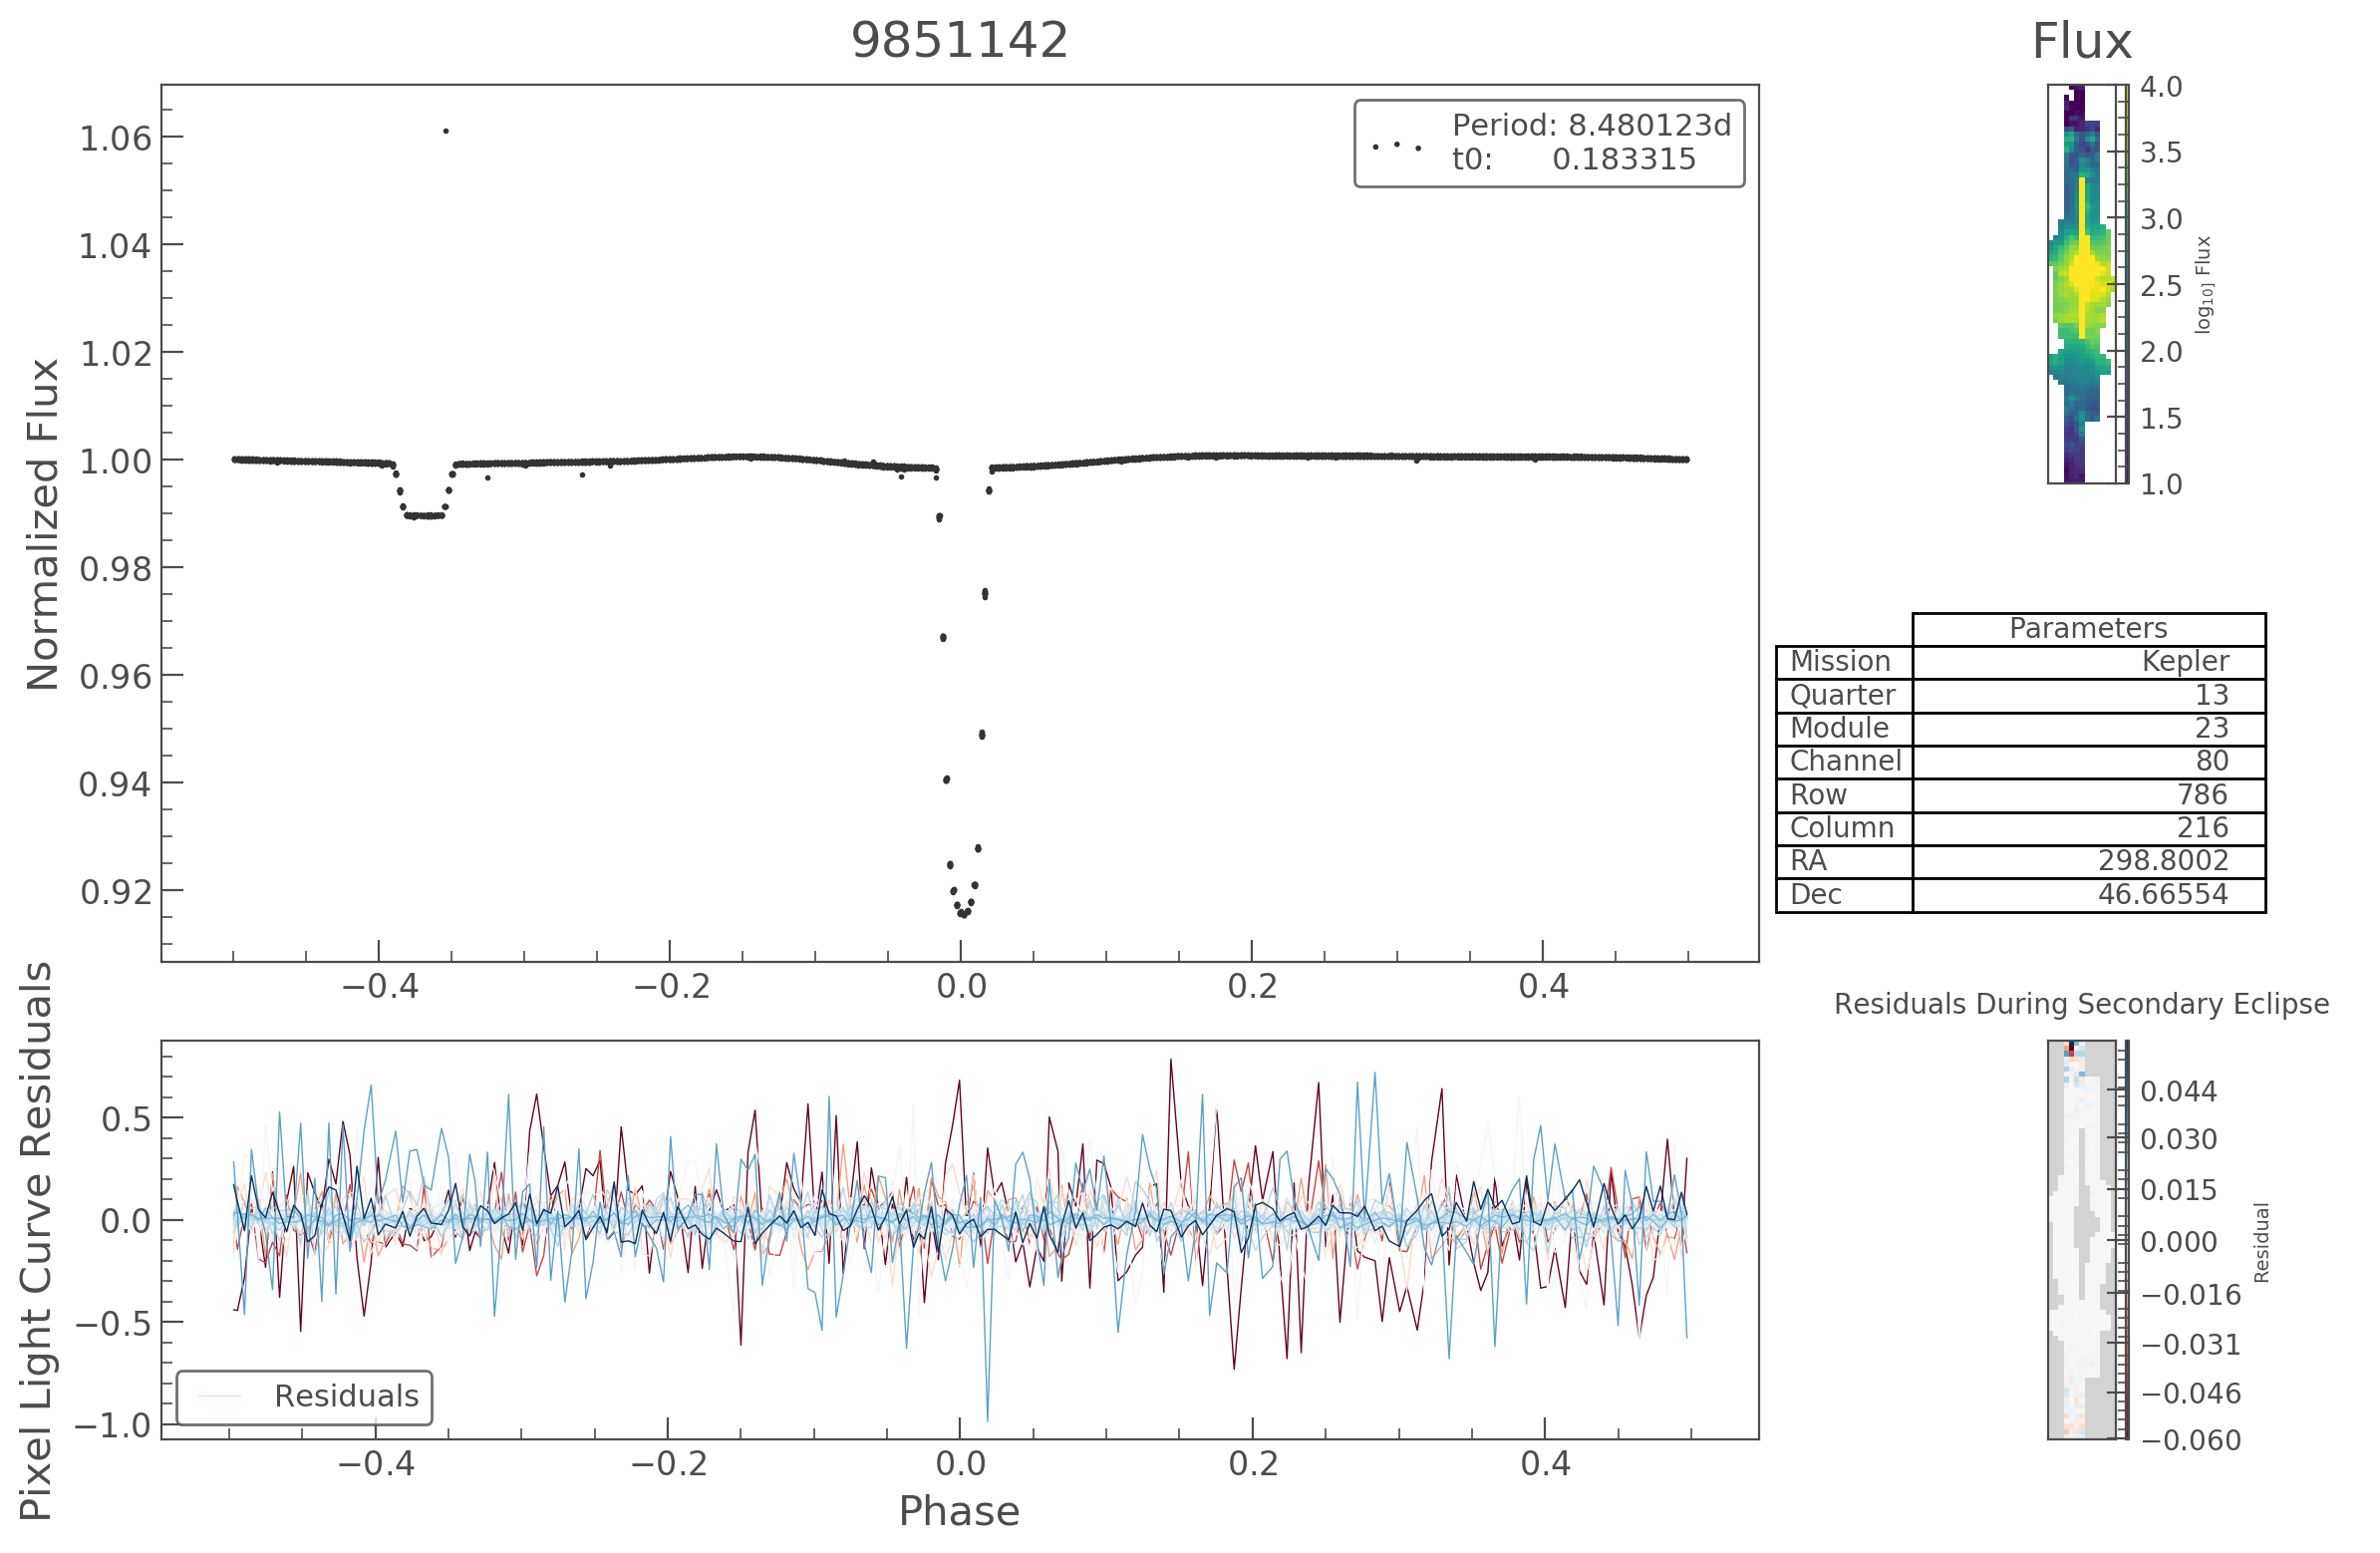 9851142
Flux
Normalized Flux
1.06
1.04
1.02
1.00
0.98
0.96
0.94
0.92
Period: 8.480123d
t0: 0.183315
−0.4
−0.2
0.0
0.2
0.4
4.0
3.5
3.0
2.5
2.0
1.5
1.0
log10] Flux
Parameters
Mission Kepler
Quarter 13
Module 23
Channel 80
Row 786
Column 216
RA 298.8002
Dec 46.66554
Pixel Light Curve Residuals
0.5
0.0
−0.5
−1.0
Residuals
−0.4
−0.2
0.0
0.2
0.4
Phase
Residuals During Secondary Eclipse
0.044
0.030
0.015
0.000
−0.016
−0.031
−0.046
−0.060
Residual